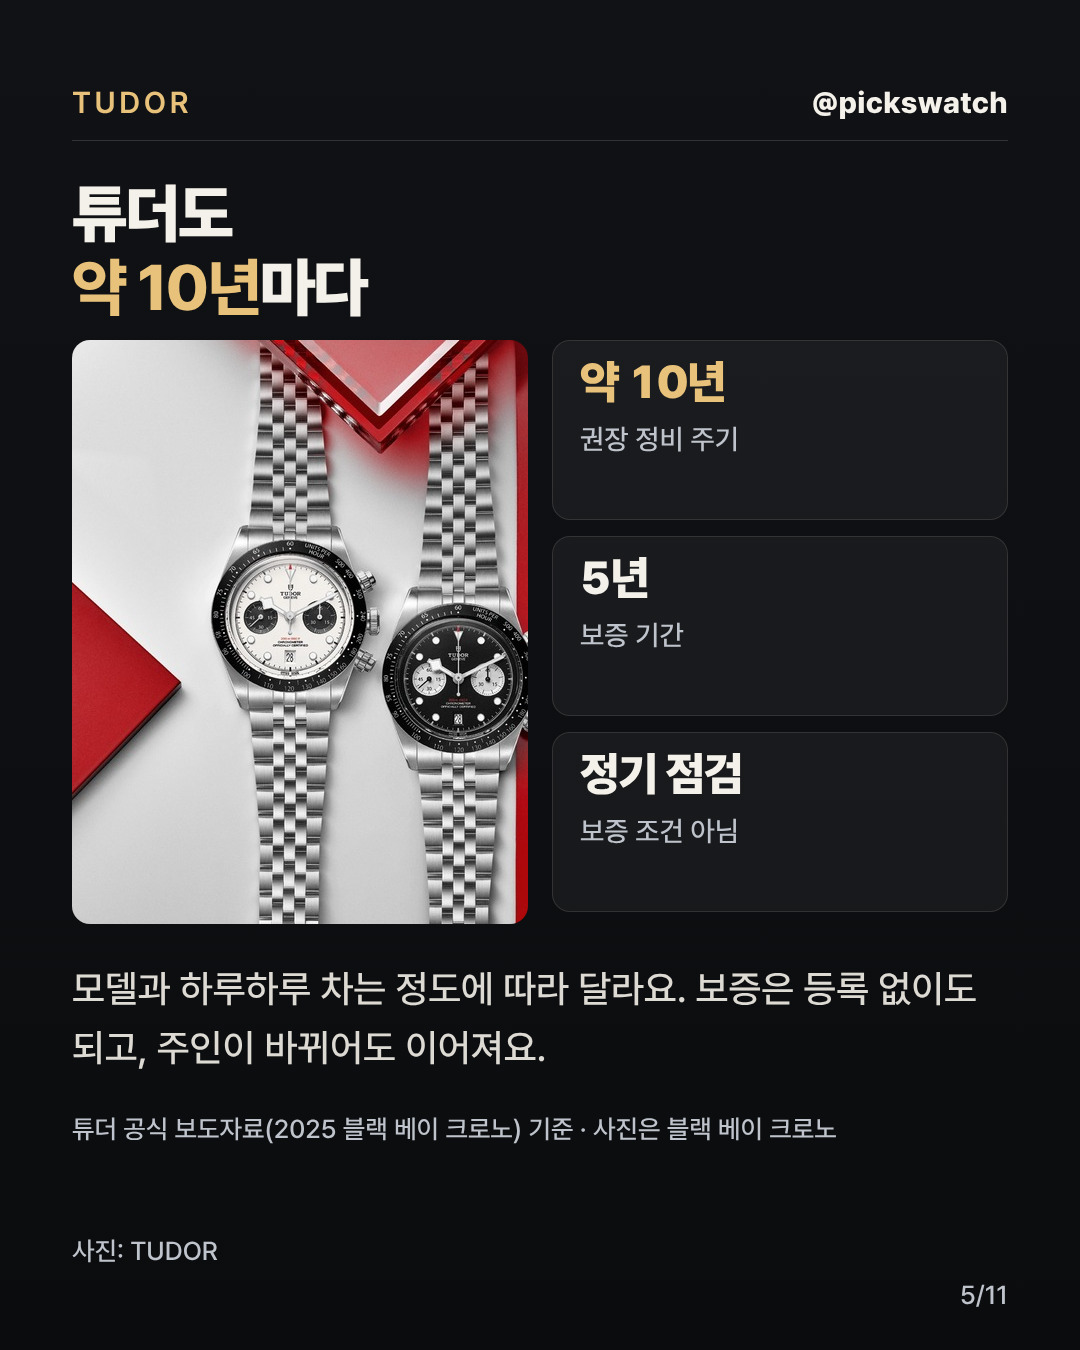 TUDOR
@pickswatch
튜더도
약 10년마다
약 10년
권장 정비 주기
5년
보증 기간
정기 점검
보증 조건 아님
모델과 하루하루 차는 정도에 따라 달라요. 보증은 등록 없이도
되고, 주인이 바뀌어도 이어져요.
튜더 공식 보도자료(2025 블랙 베이 크로노) 기준 · 사진은 블랙 베이 크로노
사진: TUDOR
5/11